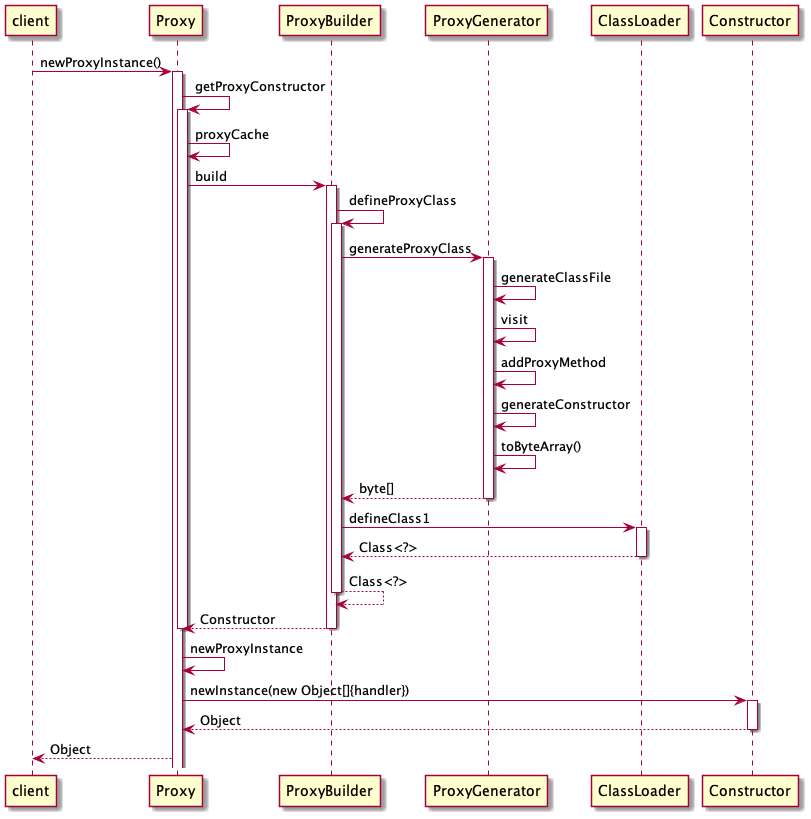 client Proxy ProxyBuilder ProxyGenerator ClassLoader Constructor
newProxyInstance()
getProxyConstructor
proxyCache
build
defineProxyClass
generateProxyClass
generateClassFile
visit
addProxyMethod
generateConstructor
toByteArray()
byte[]
defineClass1
Class<?>
Class<?>
Constructor
newProxyInstance
newInstance(new Object[]{handler})
Object
Object
client Proxy ProxyBuilder ProxyGenerator ClassLoader Constructor